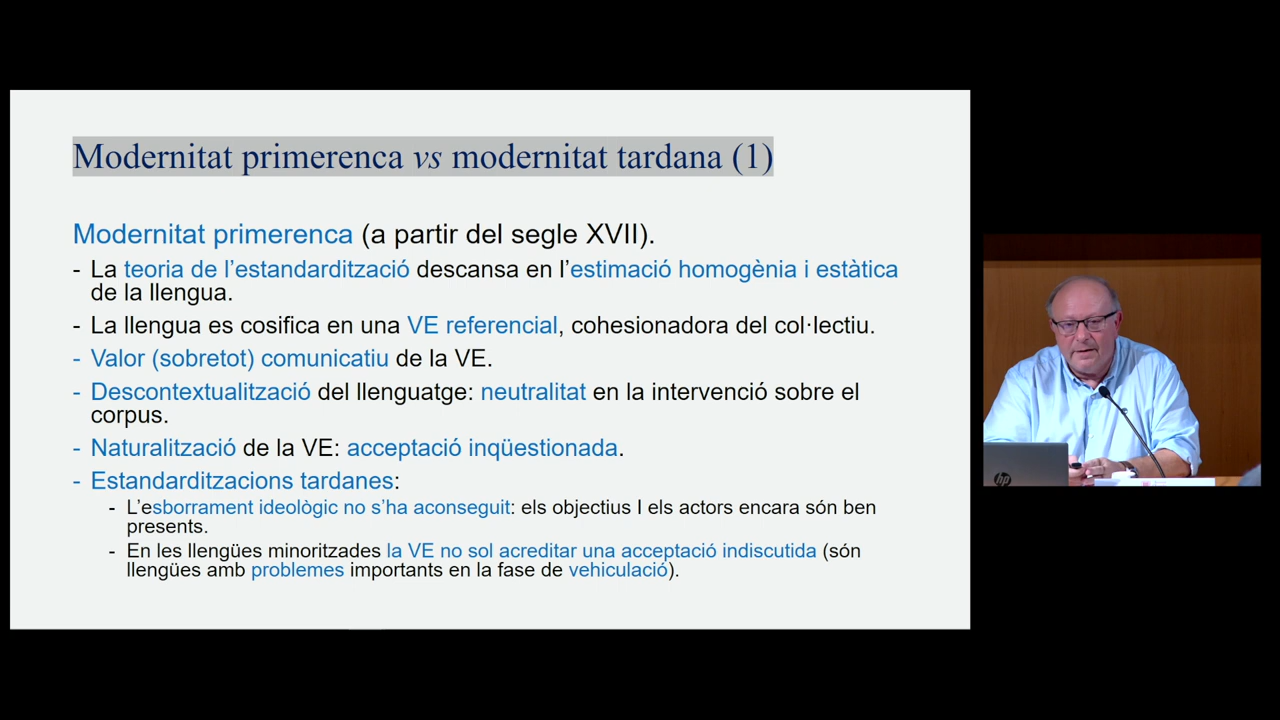 Modernitat primerenca vs modernitat tardana (1)
Modernitat primerenca (a partir del segle XVII).
- La teoria de l’estandardització descansa en l’estimació homogènia i estàtica
de la llengua.
- La llengua es cosifica en una VE referencial, cohesionadora del col·lectiu.
- Valor (sobretot) comunicatiu de la VE.
- Descontextualització del llenguatge: neutralitat en la intervenció sobre el
corpus.
- Naturalització de la VE: acceptació inqüestionada.
- Estandarditzacions tardanes:
- L’esborrament ideològic no s’ha aconseguit: els objectius I els actors encara són ben
presents.
- En les llengües minoritzades la VE no sol acreditar una acceptació indiscutida (són
llengües amb problemes importants en la fase de vehiculació).
hp